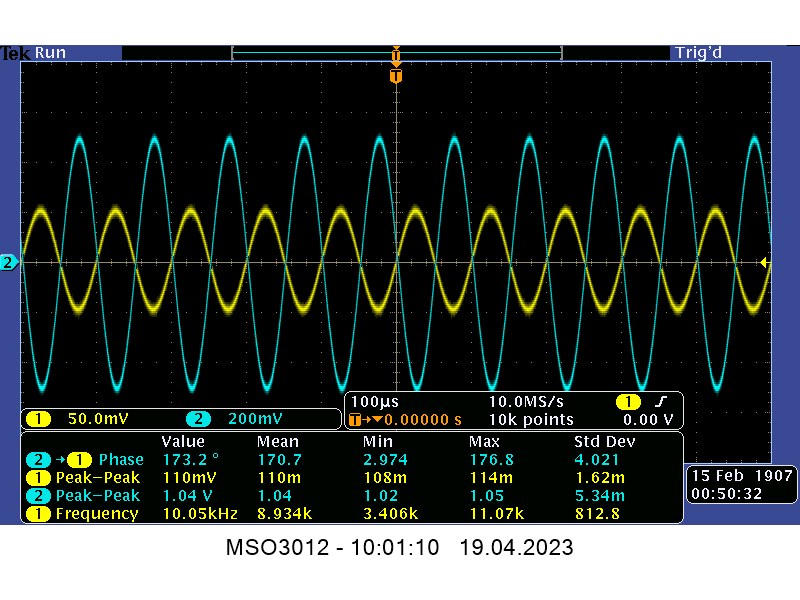 Tek Run Trig'd
T
T
2
100µs 10.0MS/s 1
T→▼0.00000 s 10k points 0.00 V
1 50.0mV 2 200mV
Value Mean Min Max Std Dev
2 →1 Phase 173.2 ° 170.7 2.974 176.8 4.021
1 Peak–Peak 110mV 110m 108m 114m 1.62m
2 Peak–Peak 1.04 V 1.04 1.02 1.05 5.34m
1 Frequency 10.05kHz 8.934k 3.406k 11.07k 812.8
15 Feb 1907
00:50:32
MSO3012 - 10:01:10 19.04.2023